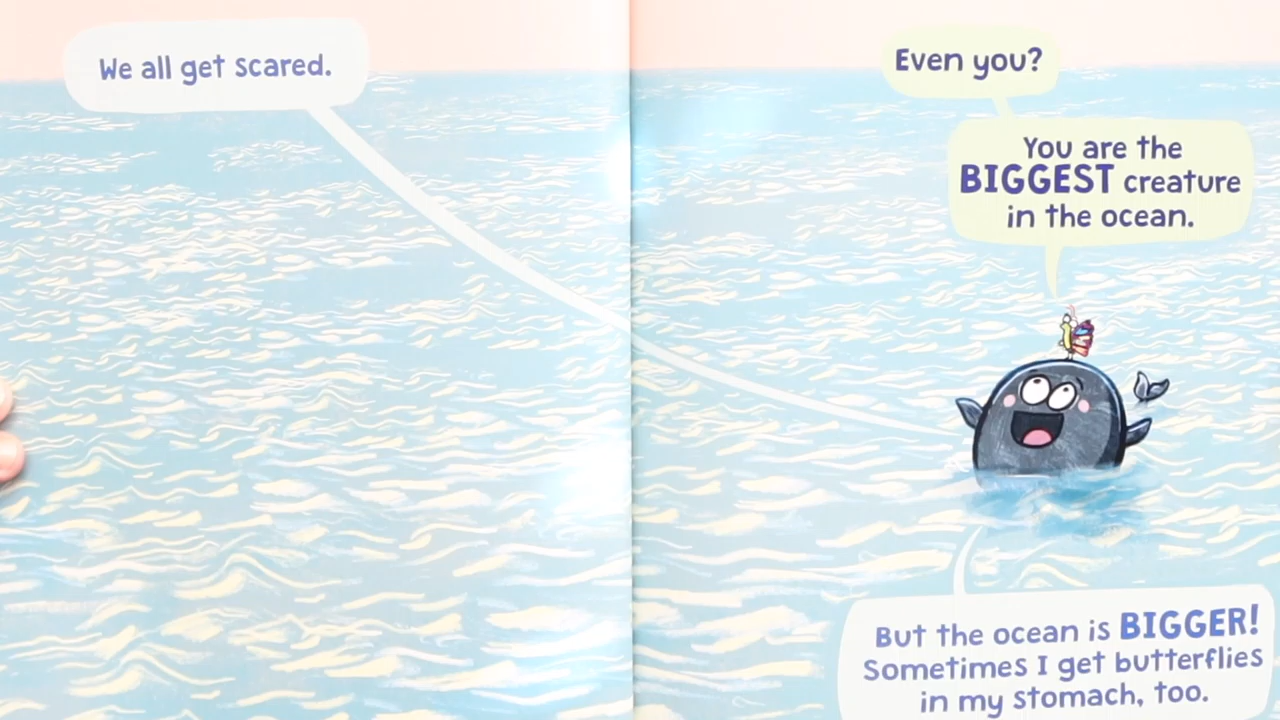 We all get scared.
Even you?
You are the
BIGGEST creature
in the ocean.
But the ocean is BIGGER!
Sometimes I get butterflies
in my stomach, too.